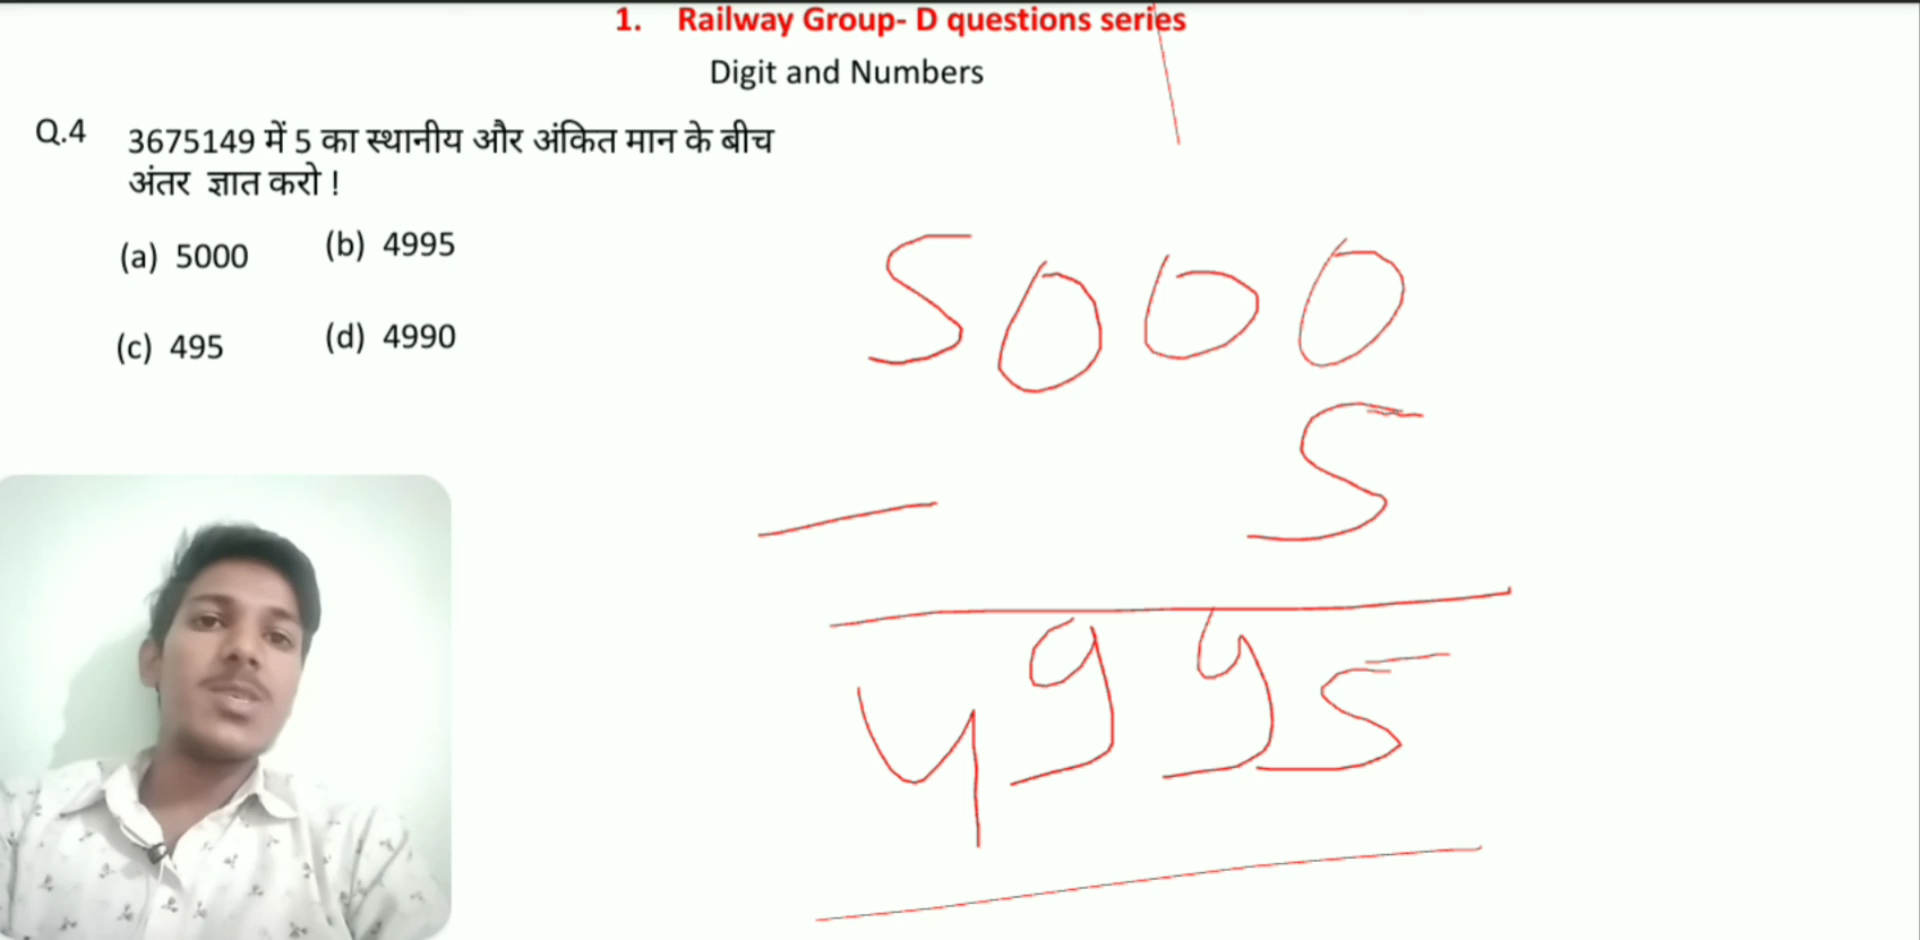 1. Railway Group- D questions series
Digit and Numbers
Q.4 3675149 में 5 का स्थानीय और अंकित मान के बीच
अंतर ज्ञात करो !
(a) 5000 (b) 4995
(c) 495 (d) 4990
5000
— 5
4995